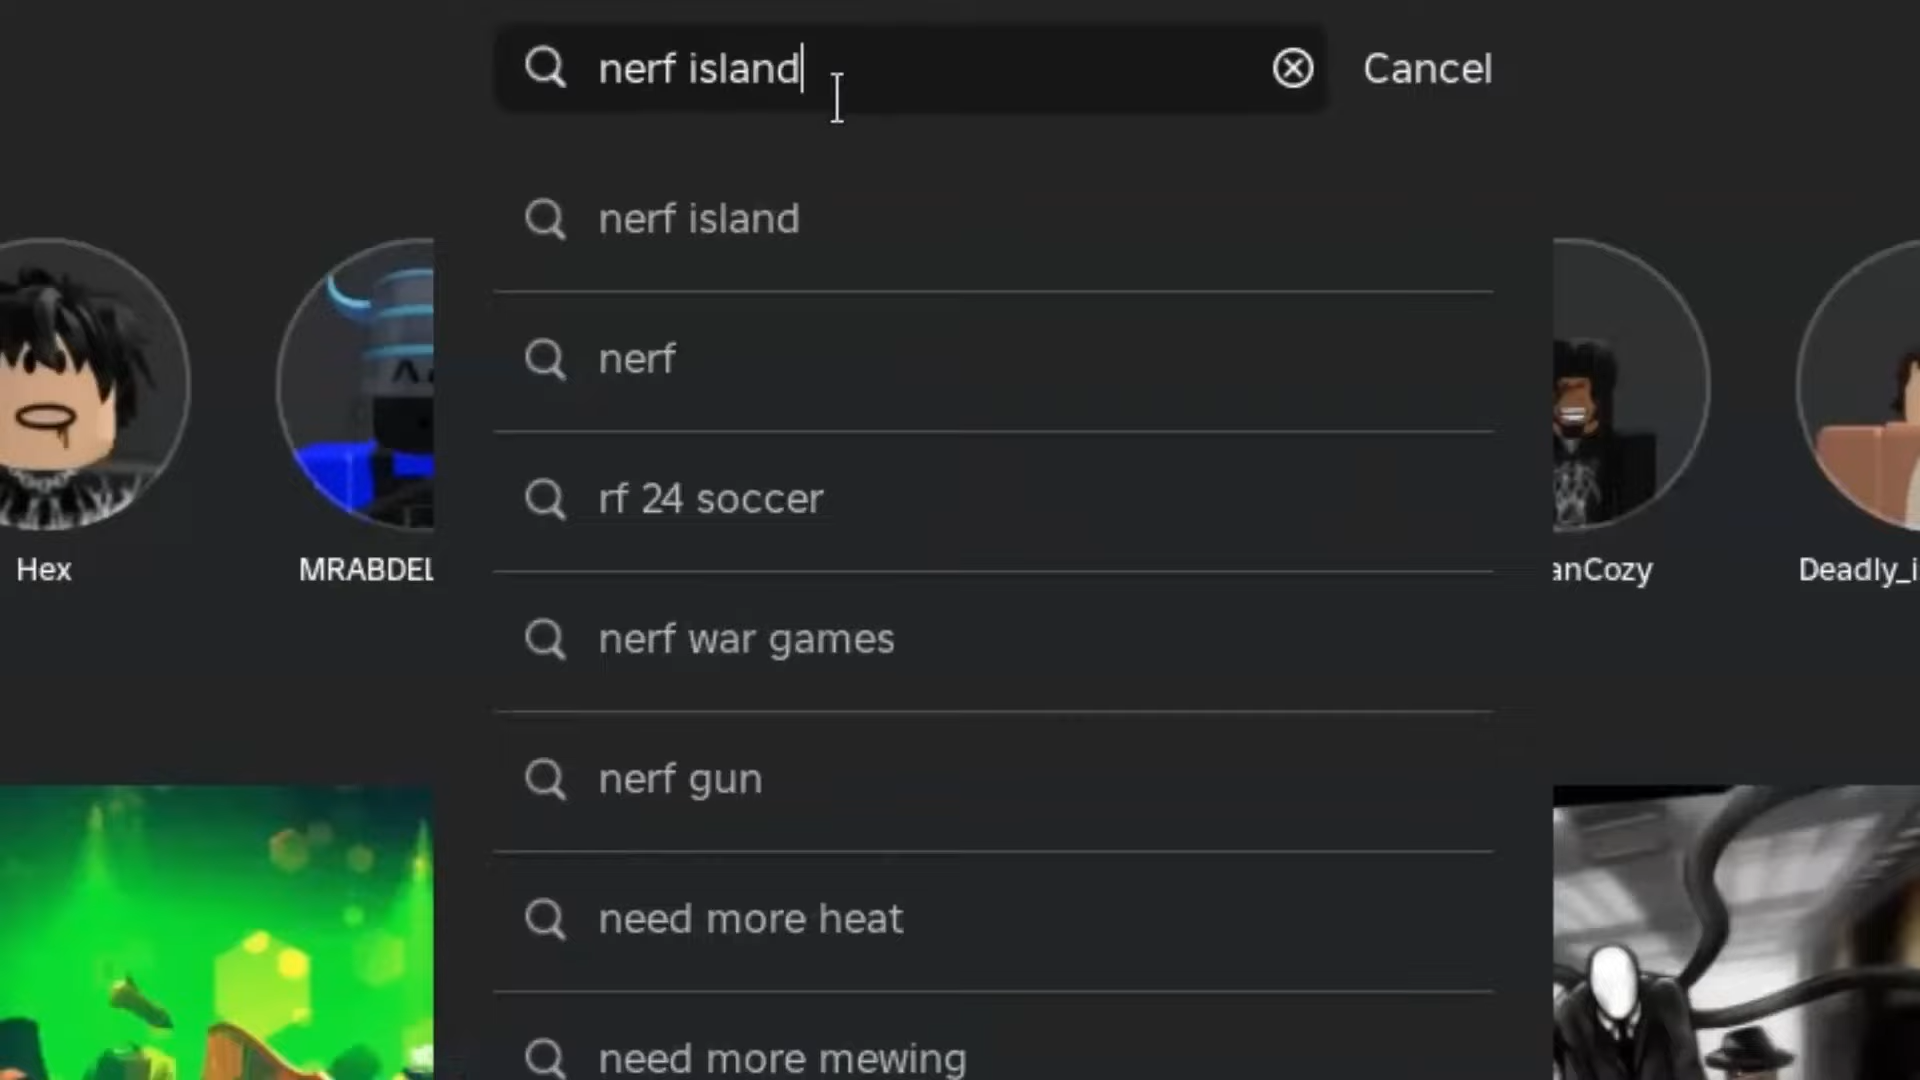 nerf island
Cancel
nerf island
nerf
rf 24 soccer
nerf war games
nerf gun
need more heat
need more mewing
Hex
MRABDEL
anCozy
Deadly_i